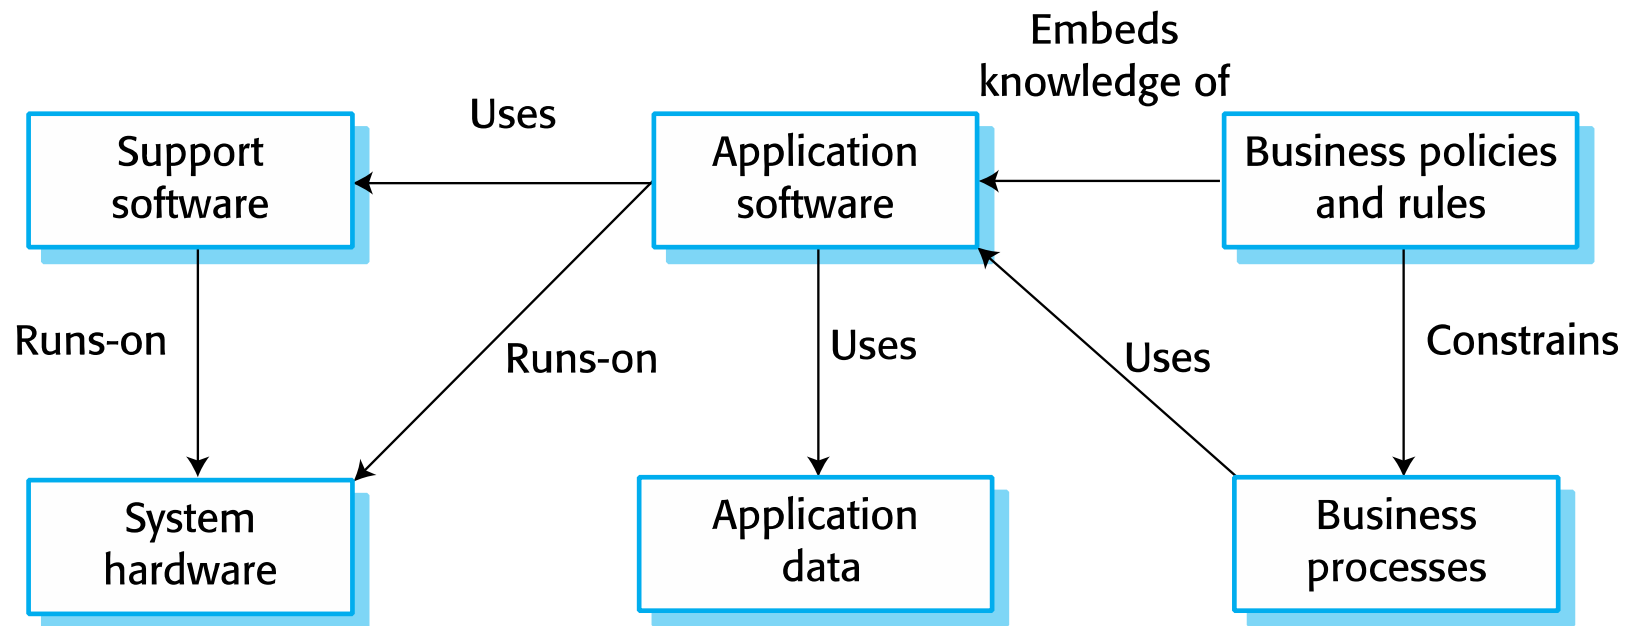 Embeds
knowledge of
Uses
Support
software
Application
software
Business policies
and rules
Runs-on
Runs-on
Uses
Uses
Constrains
System
hardware
Application
data
Business
processes